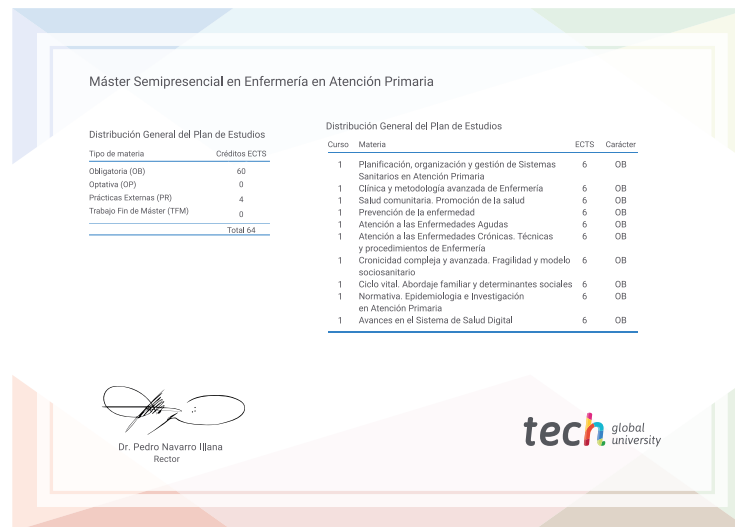 Máster Semipresencial en Enfermería en Atención Primaria
Distribución General del Plan de Estudios
Tipo de materia Créditos ECTS
Obligatoria (OB) 60
Optativa (OP) 0
Prácticas Externas (PR) 4
Trabajo Fin de Máster (TFM) 0
Total 64
Distribución General del Plan de Estudios
Curso Materia ECTS Carácter
1 Planificación, organización y gestión de Sistemas 6 OB
Sanitarios en Atención Primaria
1 Clínica y metodología avanzada de Enfermería 6 OB
1 Salud comunitaria. Promoción de la salud 6 OB
1 Prevención de la enfermedad 6 OB
1 Atención a las Enfermedades Agudas 6 OB
1 Atención a las Enfermedades Crónicas. Técnicas 6 OB
y procedimientos de Enfermería
1 Cronicidad compleja y avanzada. Fragilidad y modelo 6 OB
sociosanitario
1 Ciclo vital. Abordaje familiar y determinantes sociales 6 OB
1 Normativa. Epidemiologia e Investigación 6 OB
en Atención Primaria
1 Avances en el Sistema de Salud Digital 6 OB
Dr. Pedro Navarro Illana
Rector
tech global
university